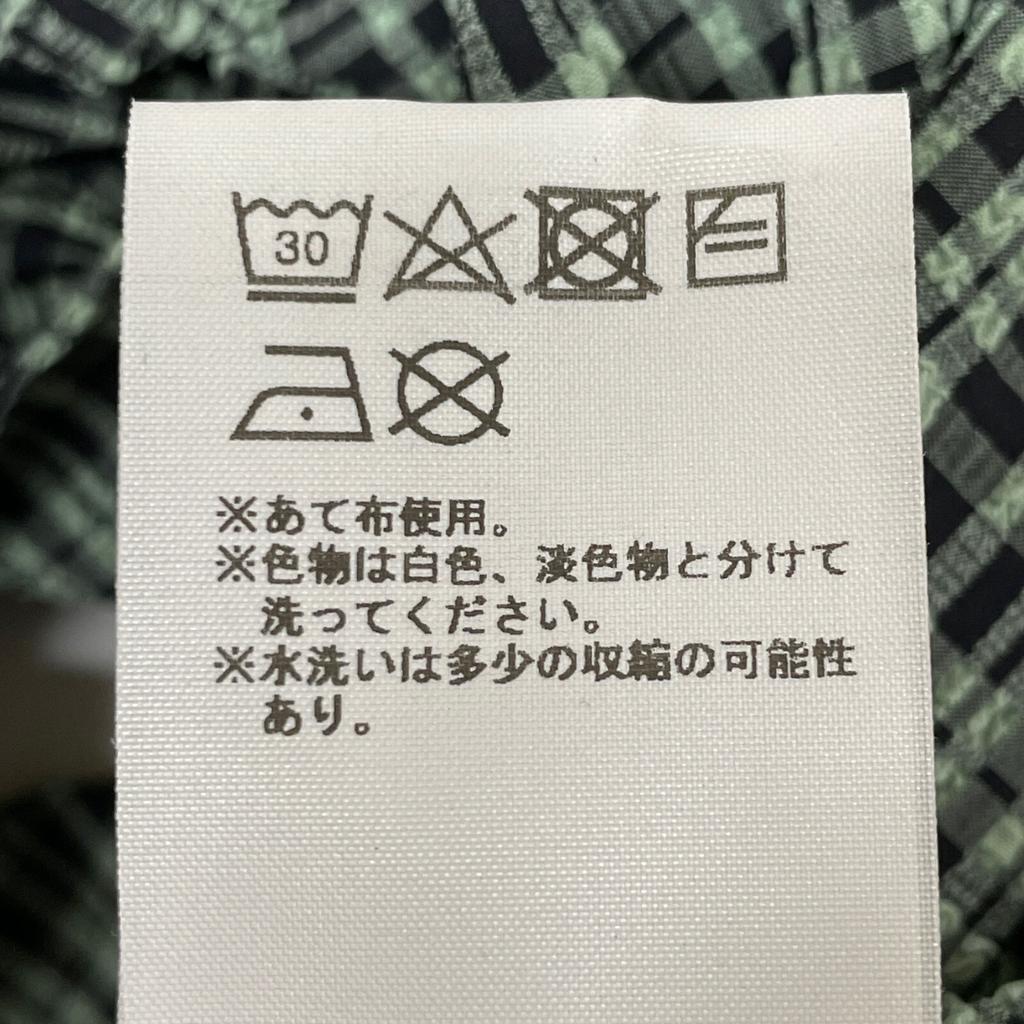 30
※あて布使用。
※色物は白色、淡色物と分けて
洗ってください。
※水洗いは多少の収縮の可能性
あり。